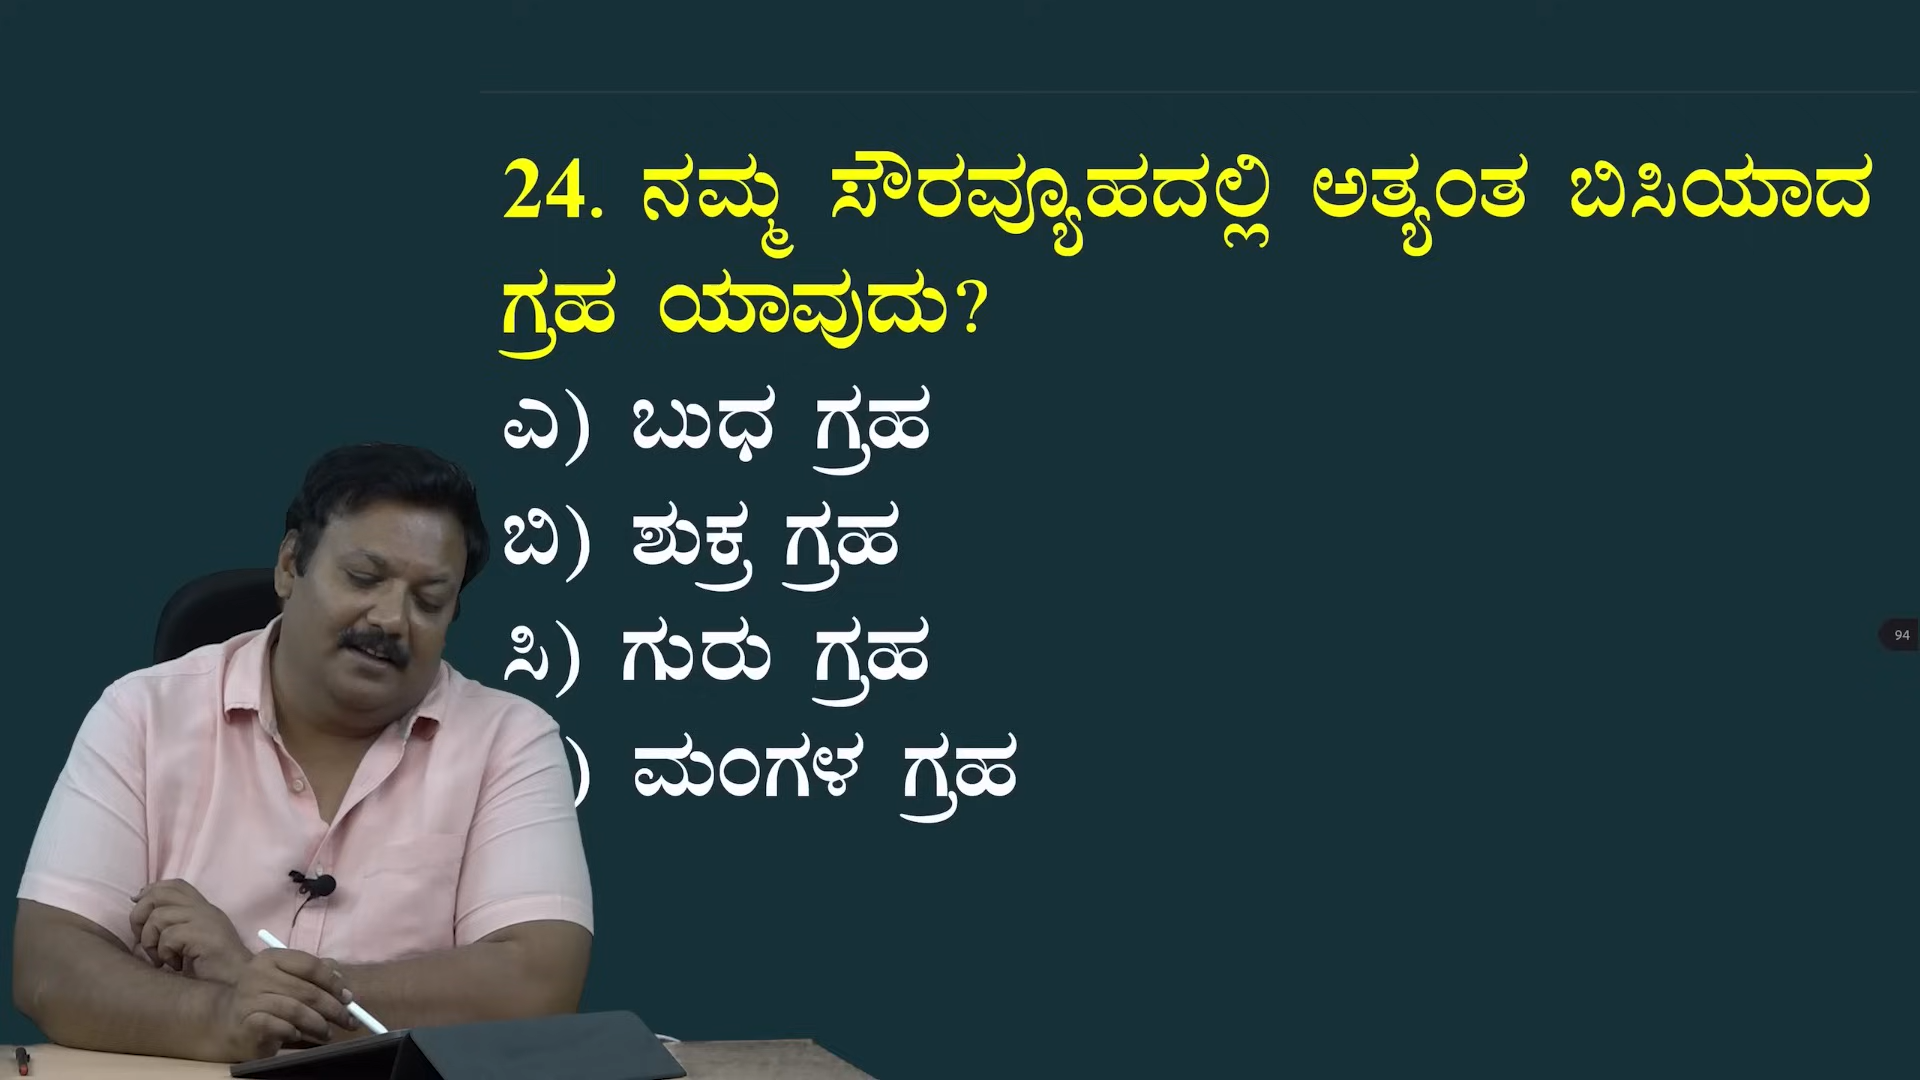 24. ನಮ್ಮ ಸೌರವ್ಯೂಹದಲ್ಲಿ ಅತ್ಯಂತ ಬಿಸಿಯಾದ
ಗ್ರಹ ಯಾವುದು?
ಎ) ಬುಧ ಗ್ರಹ
ಬಿ) ಶುಕ್ರ ಗ್ರಹ
ಸಿ) ಗುರು ಗ್ರಹ
) ಮಂಗಳ ಗ್ರಹ
94